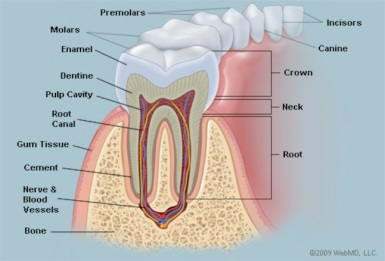 Premolars
Molars
Enamel
Dentine
Pulp Cavity
Root
Canal
Gum Tissue
Cement
Nerve &
Blood
Vessels
Bone
Incisors
Canine
Crown
Neck
Root
©2009 WebMD, LLC.